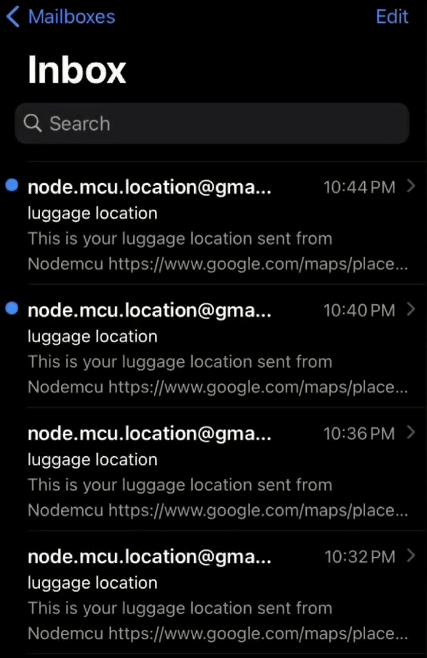 Mailboxes Edit
Inbox
Search
node.mcu.location@gma... 10:44 PM
luggage location
This is your luggage location sent from
Nodemcu https://www.google.com/maps/place...
node.mcu.location@gma... 10:40 PM
luggage location
This is your luggage location sent from
Nodemcu https://www.google.com/maps/place...
node.mcu.location@gma... 10:36 PM
luggage location
This is your luggage location sent from
Nodemcu https://www.google.com/maps/place...
node.mcu.location@gma... 10:32 PM
luggage location
This is your luggage location sent from
Nodemcu https://www.google.com/maps/place...